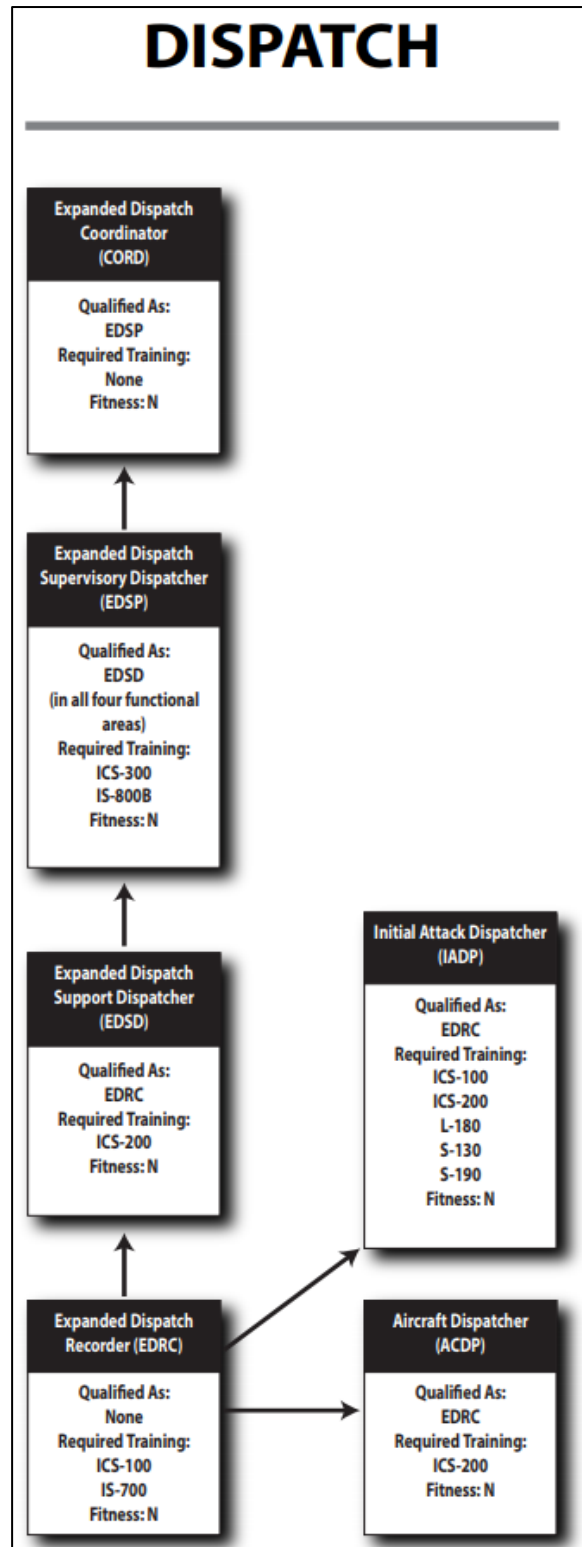 DISPATCH
Expanded Dispatch
Coordinator
(CORD)
Qualified As:
EDSP
Required Training:
None
Fitness: N
Expanded Dispatch
Supervisory Dispatcher
(EDSP)
Qualified As:
EDSD
(in all four functional
areas)
Required Training:
ICS-300
IS-800B
Fitness: N
Expanded Dispatch
Support Dispatcher
(EDSD)
Qualified As:
EDRC
Required Training:
ICS-200
Fitness: N
Initial Attack Dispatcher
(IADP)
Qualified As:
EDRC
Required Training:
ICS-100
ICS-200
L-180
S-130
S-190
Fitness: N
Expanded Dispatch
Recorder (EDRC)
Qualified As:
None
Required Training:
ICS-100
IS-700
Fitness: N
Aircraft Dispatcher
(ACDP)
Qualified As:
EDRC
Required Training:
ICS-200
Fitness: N